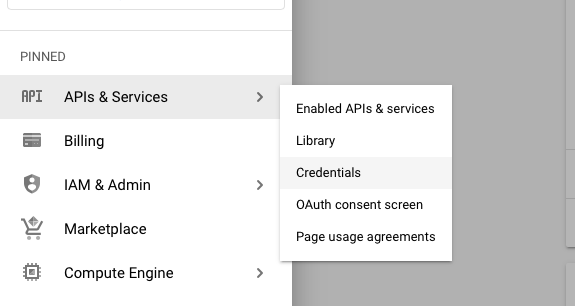 PINNED
API APIs & Services
Billing
IAM & Admin
Marketplace
Compute Engine
Enabled APIs & services
Library
Credentials
OAuth consent screen
Page usage agreements